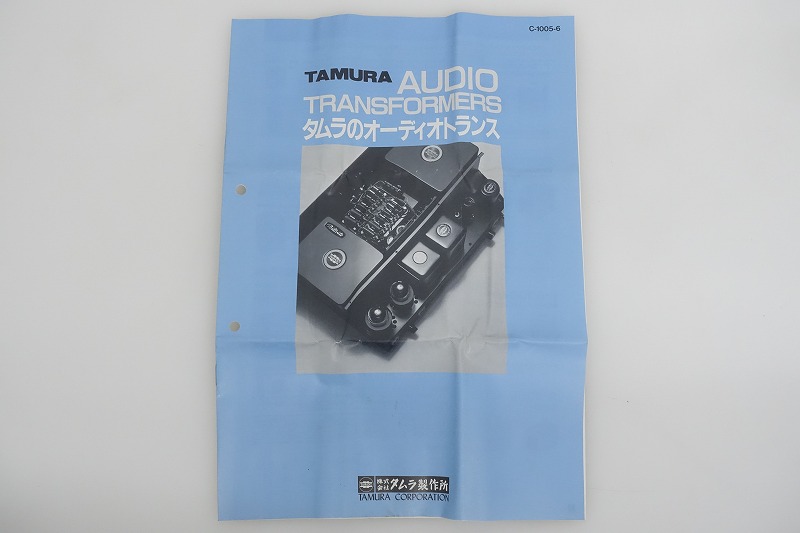 C-1005-6
TAMURA AUDIO
TRANSFORMERS
タムラのオーディオトランス
株式会社 タムラ製作所
TAMURA CORPORATION